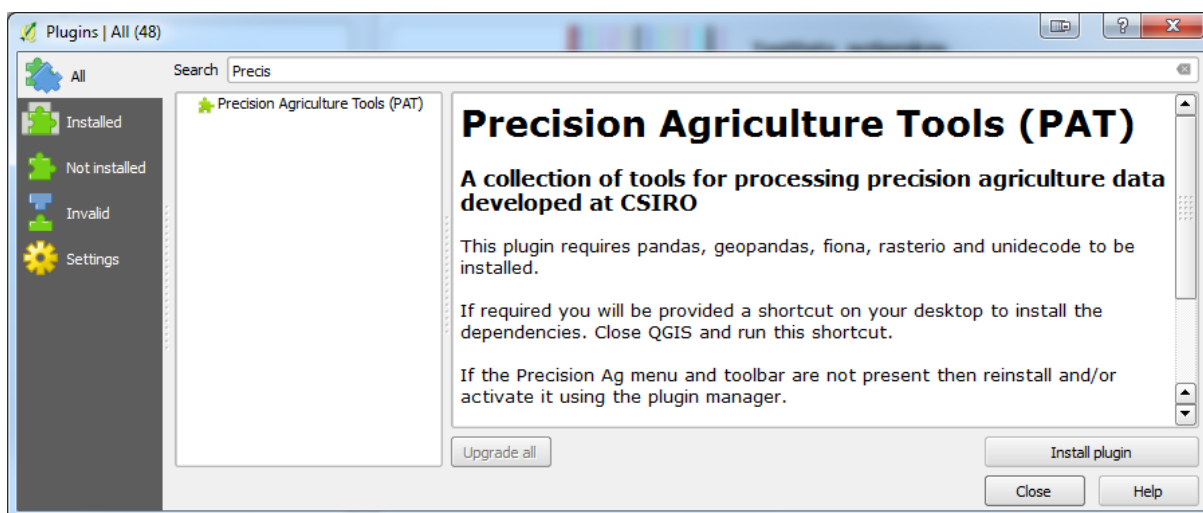 Plugins | All (48)
All
Installed
Not installed
Invalid
Settings
Search Precis
Precision Agriculture Tools (PAT)
Precision Agriculture Tools (PAT)
A collection of tools for processing precision agriculture data
developed at CSIRO
This plugin requires pandas, geopandas, fiona, rasterio and unidecode to be
installed.
If required you will be provided a shortcut on your desktop to install the
dependencies. Close QGIS and run this shortcut.
If the Precision Ag menu and toolbar are not present then reinstall and/or
activate it using the plugin manager.
Upgrade all
Install plugin
Close
Help